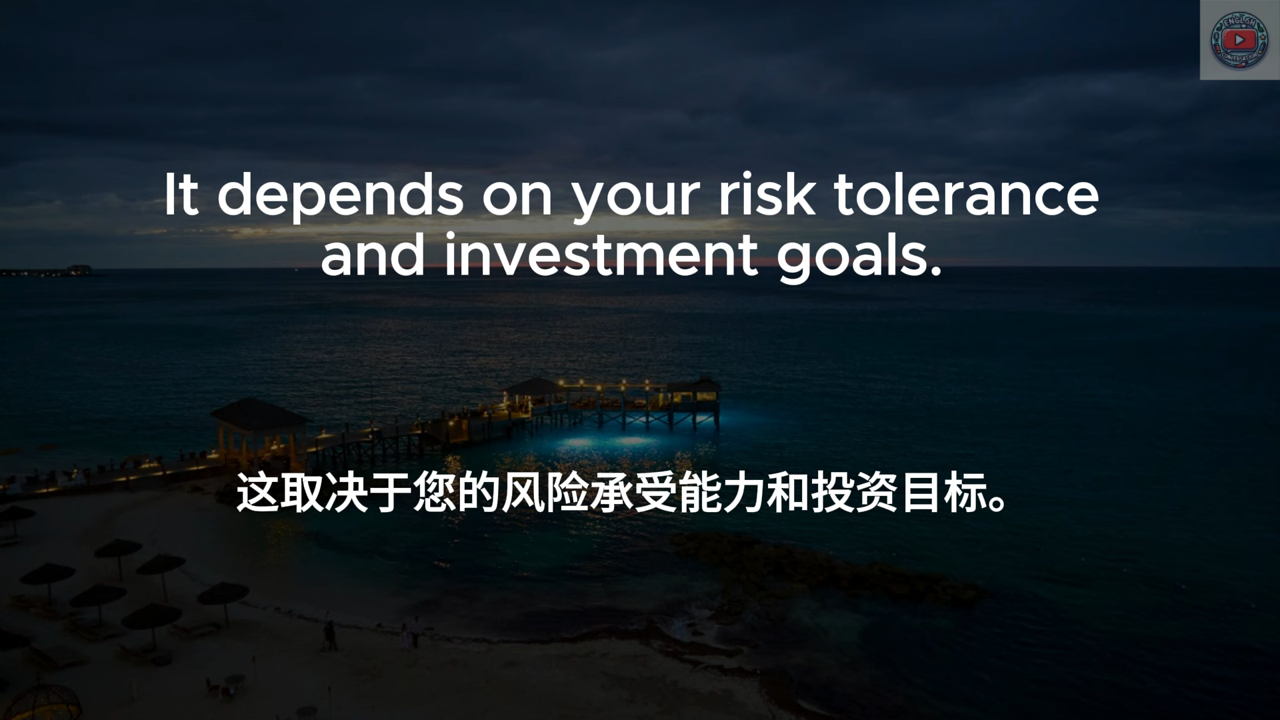 ENGLISH
It depends on your risk tolerance
and investment goals.
这取决于您的风险承受能力和投资目标。